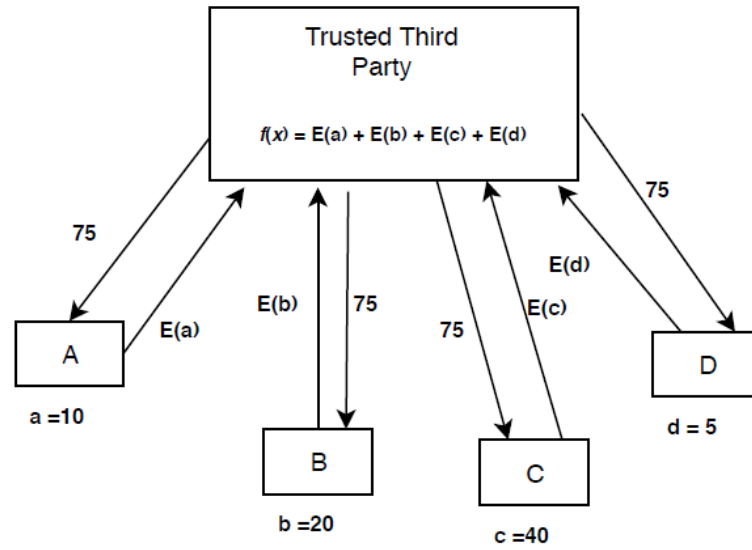 Trusted Third
Party
f(x) = E(a) + E(b) + E(c) + E(d)
75
75
E(d)
E(b)
75
E(c)
E(a)
75
A
D
a =10
d = 5
B
C
b =20
c =40